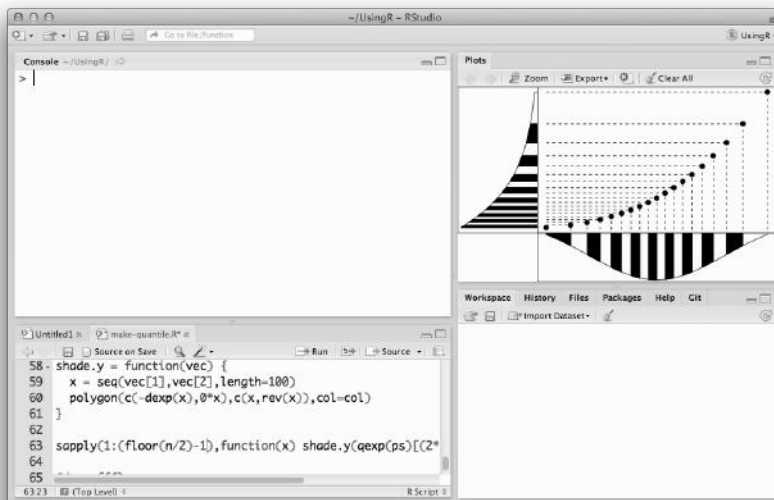 ~/UsingR – RStudio
Go to file/function
UsingR
Console ~/UsingR/
>
Plots
Zoom Export Clear All
Workspace History Files Packages Help Git
Import Dataset
Untitled1 × make-quantile.R* ×
Source on Save Run Source
58 shade.y = function(vec) {
59 x = seq(vec[1],vec[2],length=100)
60 polygon(c(-dexp(x),0*x),c(x,rev(x)),col=col)
61 }
62
63 sapply(1:(floor(n/2)-1),function(x) shade.y(qexp(ps)[(2*
64
65
63:23 (Top Level) R Script